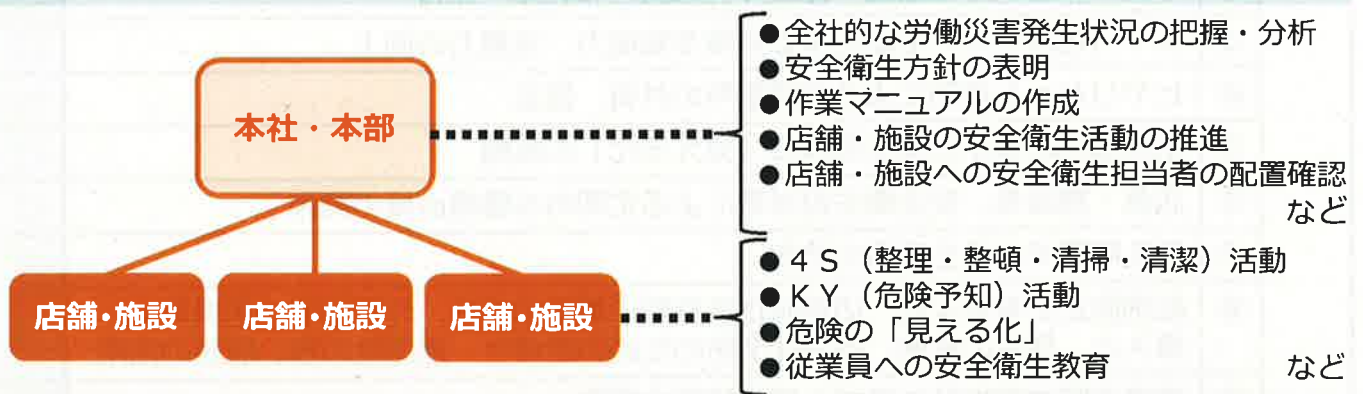 本社・本部
●全社的な労働災害発生状況の把握・分析
●安全衛生方針の表明
●作業マニュアルの作成
●店舗・施設の安全衛生活動の推進
●店舗・施設への安全衛生担当者の配置確認
など
店舗・施設
店舗・施設
店舗・施設
●４Ｓ（整理・整頓・清掃・清潔）活動
●ＫＹ（危険予知）活動
●危険の「見える化」
●従業員への安全衛生教育 など